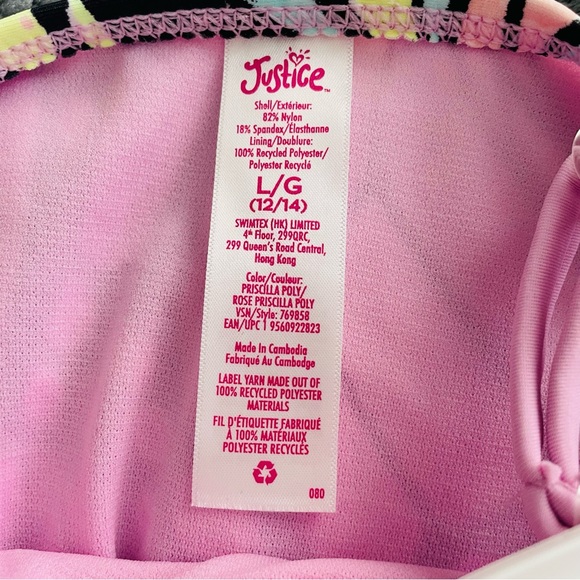 Justice™
Shell/Extérieur:
82% Nylon
18% Spandex/Élasthanne
Lining/Doublure:
100% Recycled Polyester/
Polyester Recyclé
L/G
(12/14)
SWIMTEX (HK) LIMITED
4th Floor, 299QRC,
299 Queen's Road Central,
Hong Kong
Color/Couleur:
PRISCILLA POLY/
ROSE PRISCILLA POLY
VSN/Style: 769858
EAN/UPC 1 9560922823
Made In Cambodia
Fabriqué Au Cambodge
LABEL YARN MADE OUT OF
100% RECYCLED POLYESTER
MATERIALS
FIL D'ÉTIQUETTE FABRIQUÉ
À 100% MATÉRIAUX
POLYESTER RECYCLÉS
080